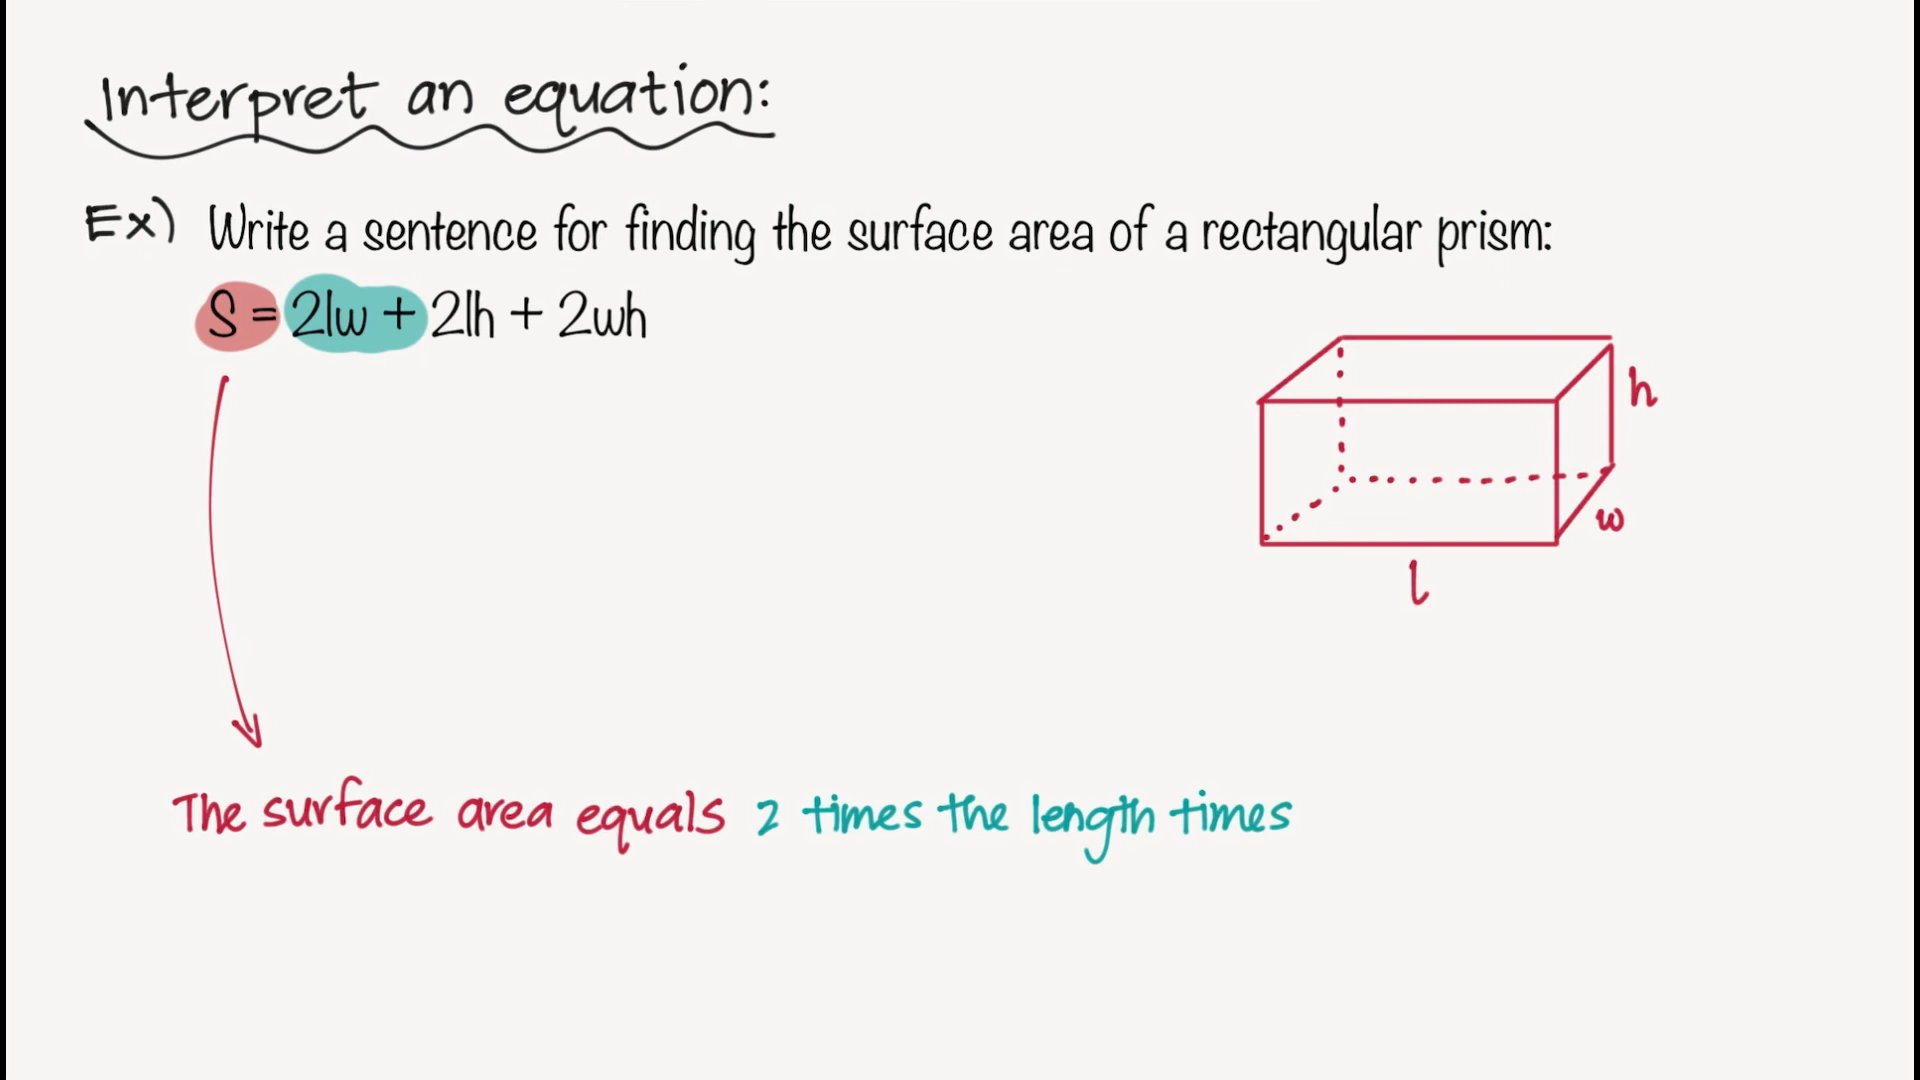 Interpret an equation:
Ex) Write a sentence for finding the surface area of a rectangular prism:
S = 2lw + 2lh + 2wh
h
w
l
The surface area equals 2 times the length times